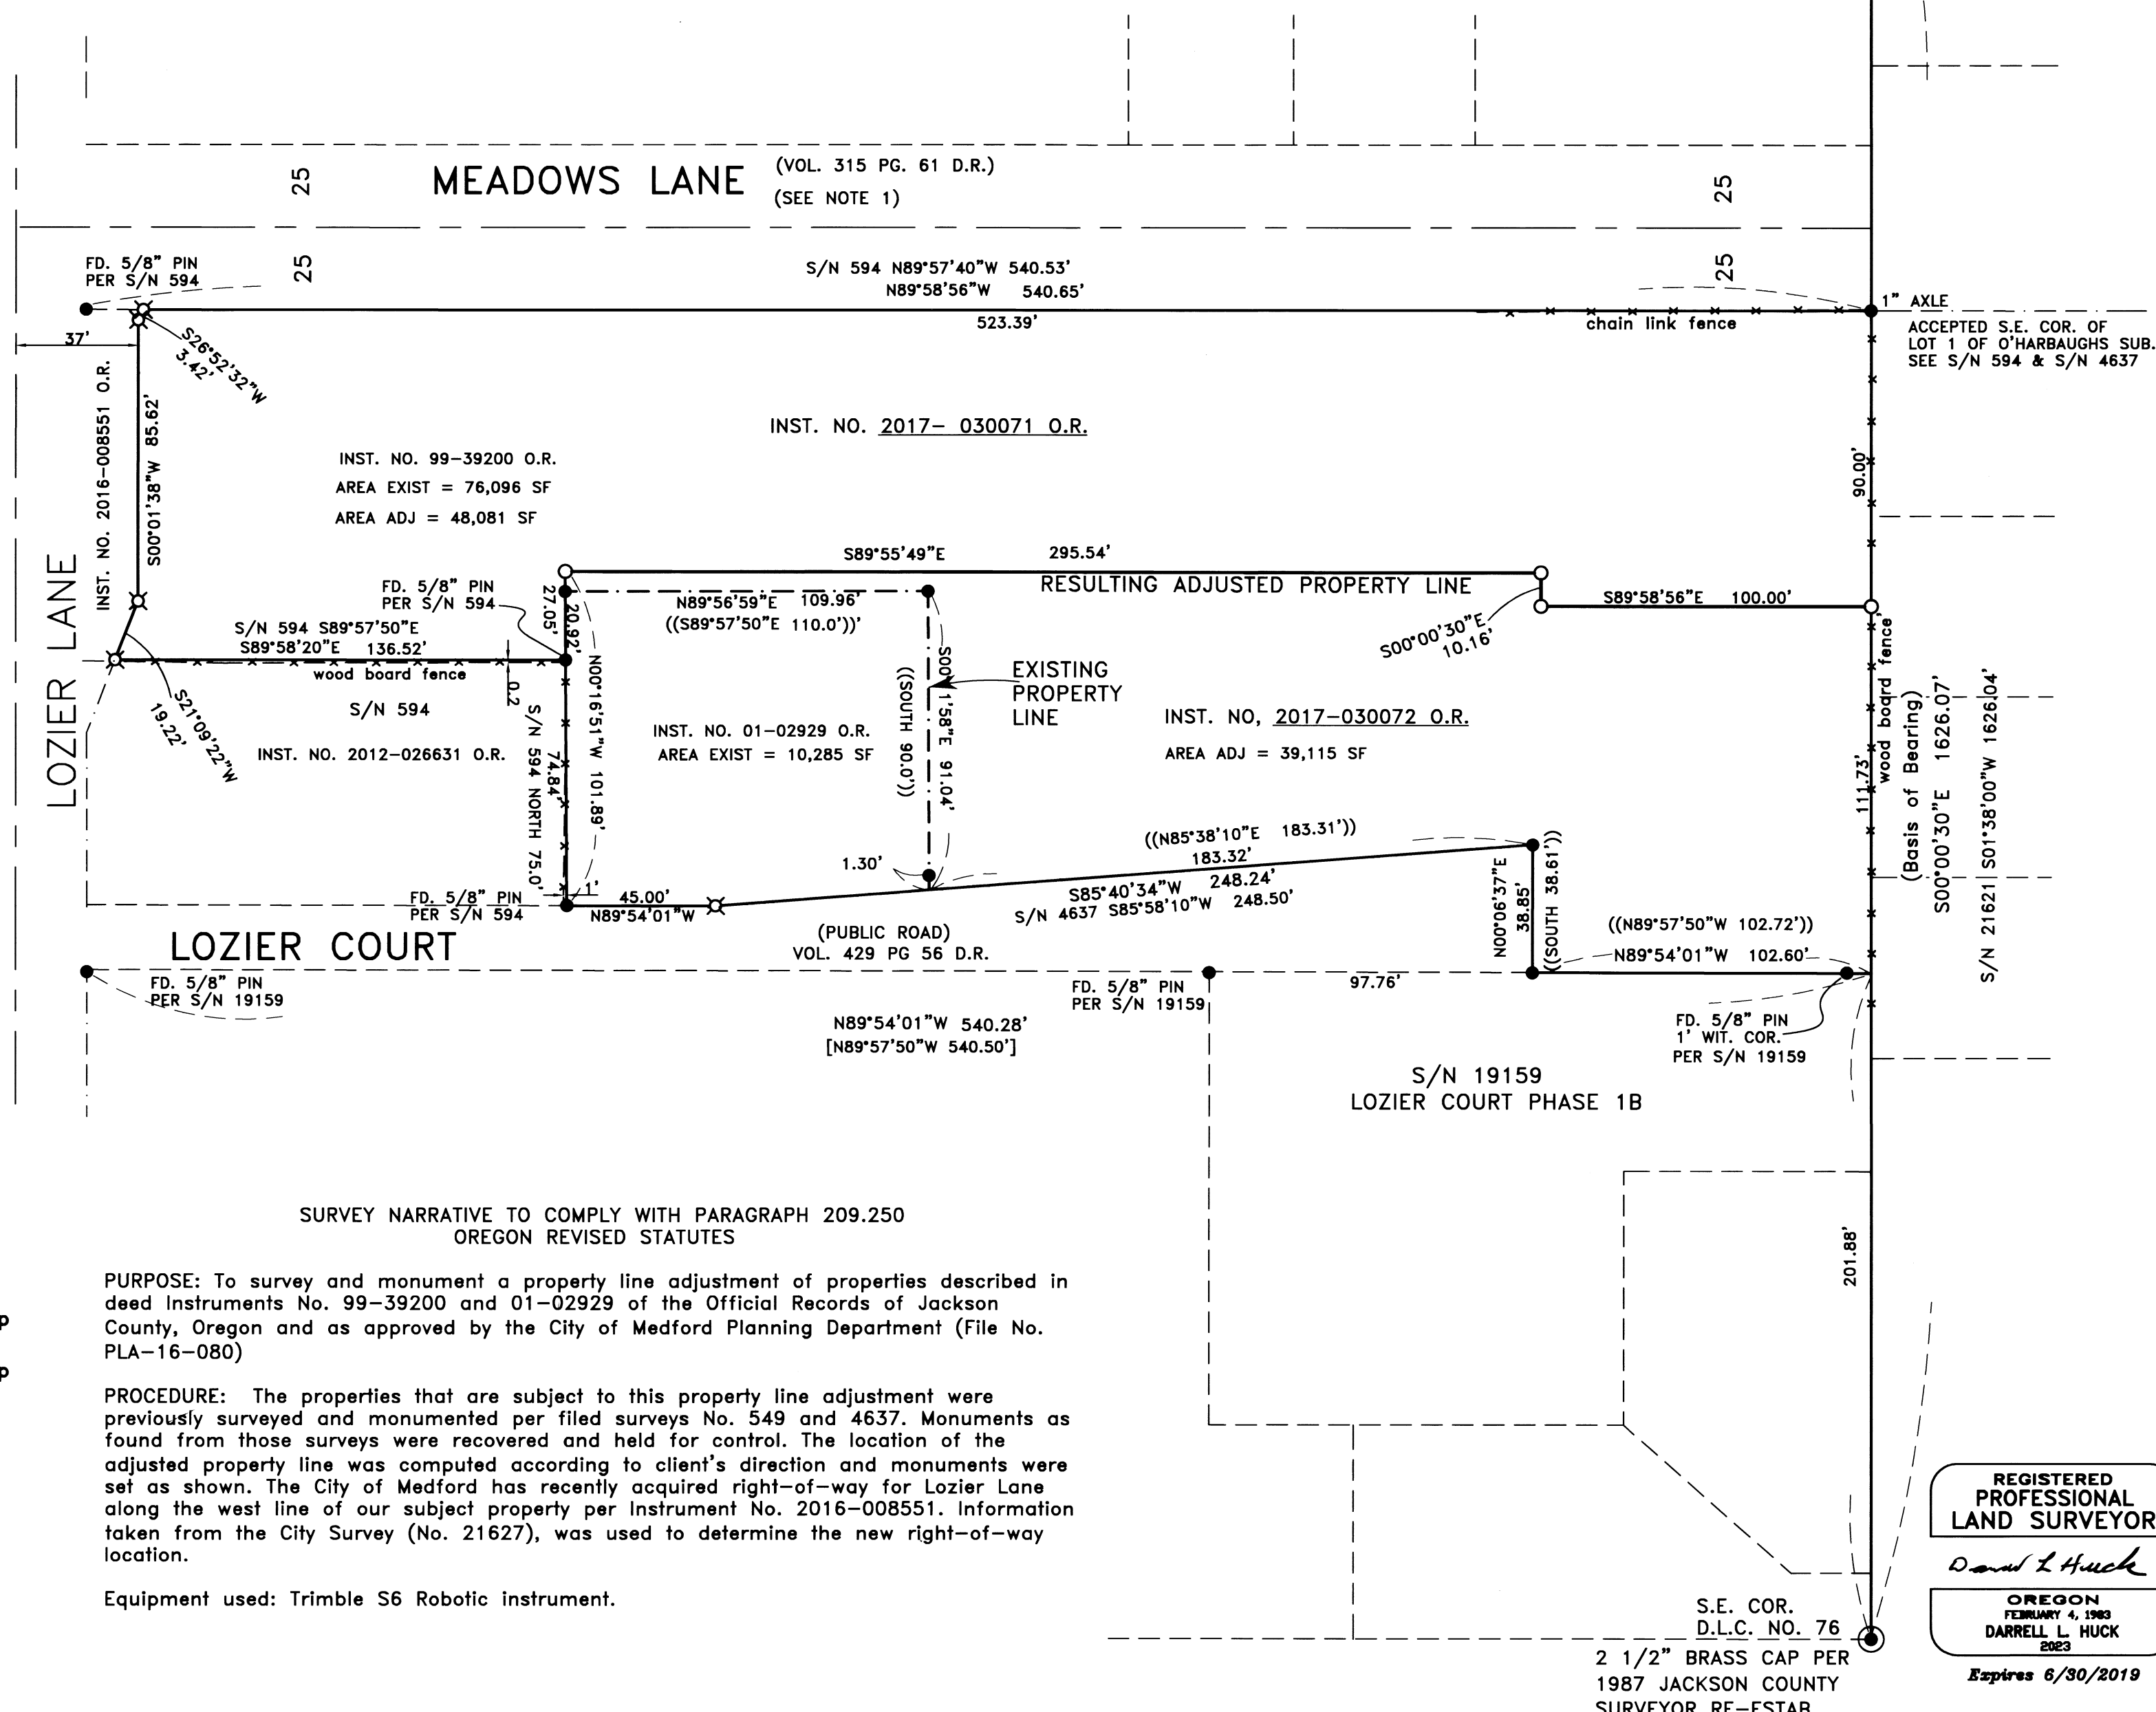 MEADOWS LANE
(VOL. 315 PG. 61 D.R.)
(SEE NOTE 1)
25
25
25
25
FD. 5/8" PIN
PER S/N 594
S/N 594 N89°57'40"W 540.53'
N89°58'56"W 540.65'
523.39'
chain link fence
1" AXLE
ACCEPTED S.E. COR. OF
LOT 1 OF O'HARBAUGHS SUB.
SEE S/N 594 & S/N 4637
37'
S26°52'32"W
3.42'
INST. NO. 2016-008551 O.R.
S00°01'38"W 85.62'
LOZIER LANE
INST. NO. 2017- 030071 O.R.
INST. NO. 99-39200 O.R.
AREA EXIST = 76,096 SF
AREA ADJ = 48,081 SF
90.00'
S89°55'49"E 295.54'
RESULTING ADJUSTED PROPERTY LINE
FD. 5/8" PIN
PER S/N 594
27.05'
20.92'
N89°56'59"E 109.96'
((S89°57'50"E 110.0'))'
S89°58'56"E 100.00'
S00°00'30"E
10.16'
S/N 594 S89°57'50"E
S89°58'20"E 136.52'
wood board fence
0.2
S/N 594
INST. NO. 2012-026631 O.R.
S21°09'22"W
19.22'
N00°16'51"W 101.89'
74.84'
S/N 594 NORTH 75.0'
INST. NO. 01-02929 O.R.
AREA EXIST = 10,285 SF
1'58"E 91.04'
((SOUTH 90.0'))
EXISTING
PROPERTY
LINE
INST. NO, 2017-030072 O.R.
AREA ADJ = 39,115 SF
wood board fence
111.73'
(Basis of Bearing)
S00°00'30"E 1626.07'
S/N 21621 S01°38'00"W 1626.04'
1.30'
((N85°38'10"E 183.31'))
183.32'
S85°40'34"W 248.24'
S/N 4637 S85°58'10"W 248.50'
N00°06'37"E
38.85'
((SOUTH 38.61'))
((N89°57'50"W 102.72'))
N89°54'01"W 102.60'
FD. 5/8" PIN
PER S/N 594
1'
45.00'
N89°54'01"W
LOZIER COURT
(PUBLIC ROAD)
VOL. 429 PG 56 D.R.
FD. 5/8" PIN
PER S/N 19159
FD. 5/8" PIN
PER S/N 19159
97.76'
N89°54'01"W 540.28'
[N89°57'50"W 540.50']
FD. 5/8" PIN
1' WIT. COR.
PER S/N 19159
S/N 19159
LOZIER COURT PHASE 1B
201.88'
SURVEY NARRATIVE TO COMPLY WITH PARAGRAPH 209.250
OREGON REVISED STATUTES
PURPOSE: To survey and monument a property line adjustment of properties described in
deed Instruments No. 99-39200 and 01-02929 of the Official Records of Jackson
County, Oregon and as approved by the City of Medford Planning Department (File No.
PLA-16-080)
p
p
PROCEDURE: The properties that are subject to this property line adjustment were
previously surveyed and monumented per filed surveys No. 549 and 4637. Monuments as
found from those surveys were recovered and held for control. The location of the
adjusted property line was computed according to client's direction and monuments were
set as shown. The City of Medford has recently acquired right-of-way for Lozier Lane
along the west line of our subject property per Instrument No. 2016-008551. Information
taken from the City Survey (No. 21627), was used to determine the new right-of-way
location.
Equipment used: Trimble S6 Robotic instrument.
S.E. COR.
D.L.C. NO. 76
2 1/2" BRASS CAP PER
1987 JACKSON COUNTY
SURVEYOR RE-ESTAB
REGISTERED
PROFESSIONAL
LAND SURVEYOR
Darrell L Huck
OREGON
FEBRUARY 4, 1983
DARRELL L. HUCK
2023
Expires 6/30/2019